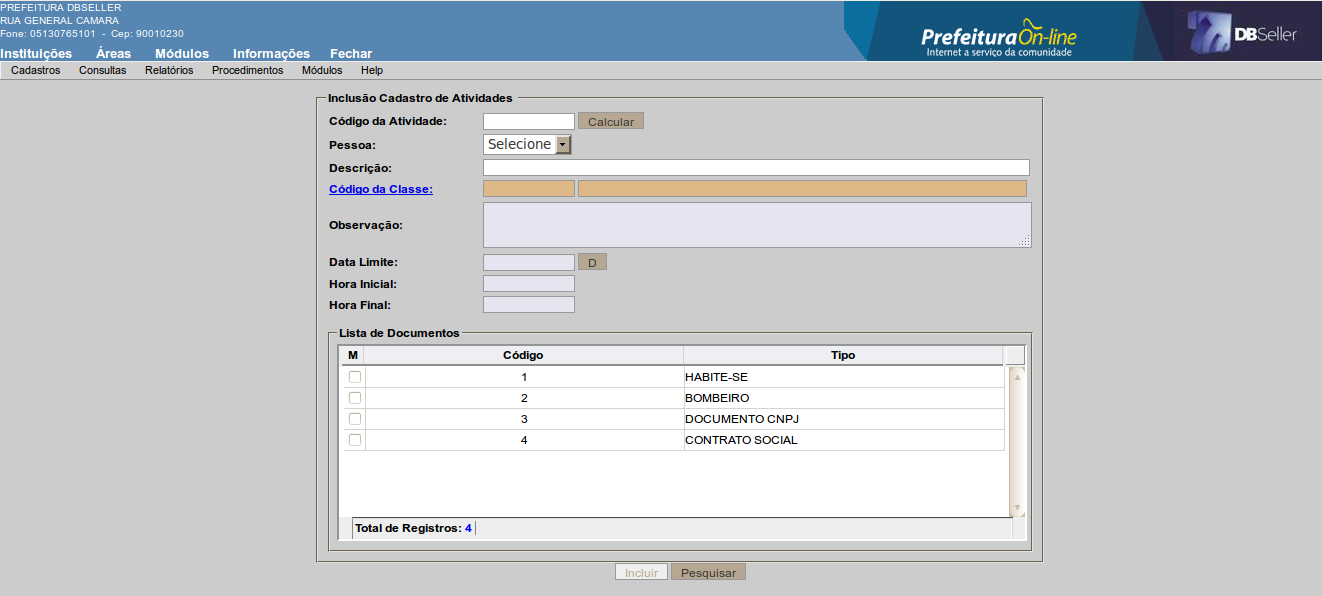 PREFEITURA DBSELLER
RUA GENERAL CAMARA
Fone: 05130765101 - Cep: 90010230
Instituições Áreas Módulos Informações Fechar
PrefeituraOn-line
Internet a serviço da comunidade
DBSeller
Cadastros Consultas Relatórios Procedimentos Módulos Help
Inclusão Cadastro de Atividades
Código da Atividade: Calcular
Pessoa: Selecione
Descrição:
Código da Classe:
Observação:
Data Limite: D
Hora Inicial:
Hora Final:
Lista de Documentos
M Código Tipo
1 HABITE-SE
2 BOMBEIRO
3 DOCUMENTO CNPJ
4 CONTRATO SOCIAL
Total de Registros: 4
Incluir Pesquisar